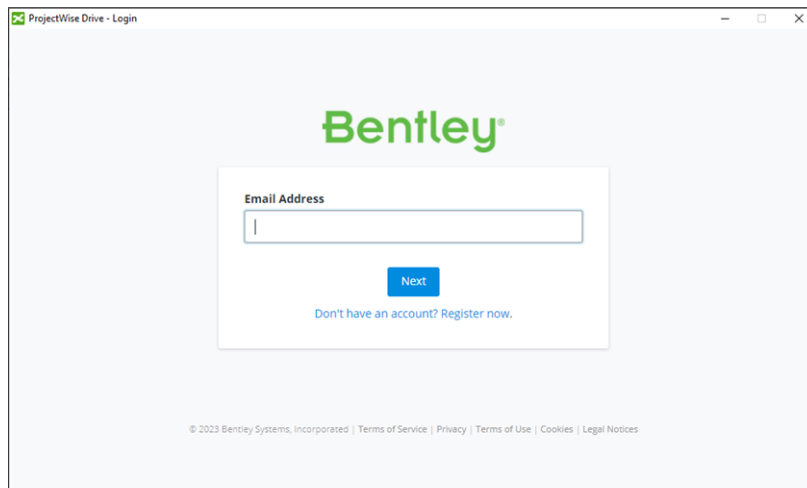 ProjectWise Drive - Login
Bentley®
Email Address
Next
Don't have an account? Register now.
© 2023 Bentley Systems, Incorporated | Terms of Service | Privacy | Terms of Use | Cookies | Legal Notices